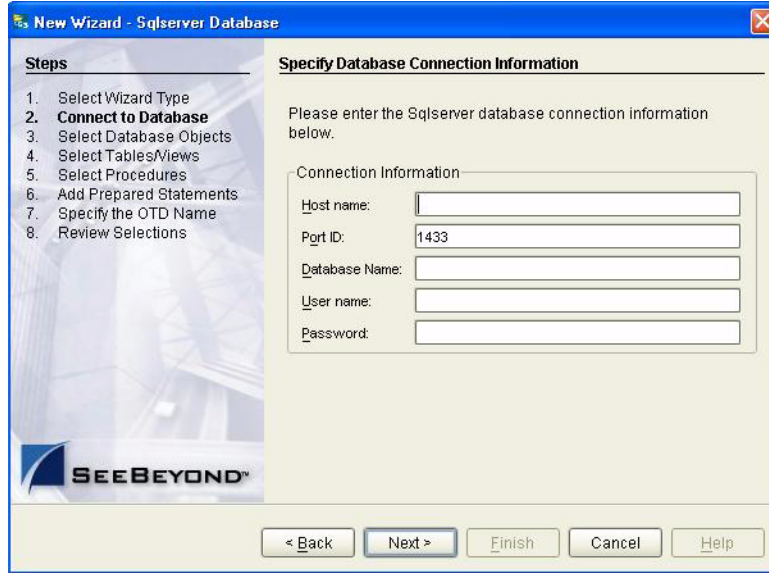 New Wizard - Sqlserver Database
Steps
1. Select Wizard Type
2. Connect to Database
3. Select Database Objects
4. Select Tables/Views
5. Select Procedures
6. Add Prepared Statements
7. Specify the OTD Name
8. Review Selections
SEEBEYOND™
Specify Database Connection Information
Please enter the Sqlserver database connection information
below.
Connection Information
Host name:
Port ID: 1433
Database Name:
User name:
Password:
< Back Next > Finish Cancel Help